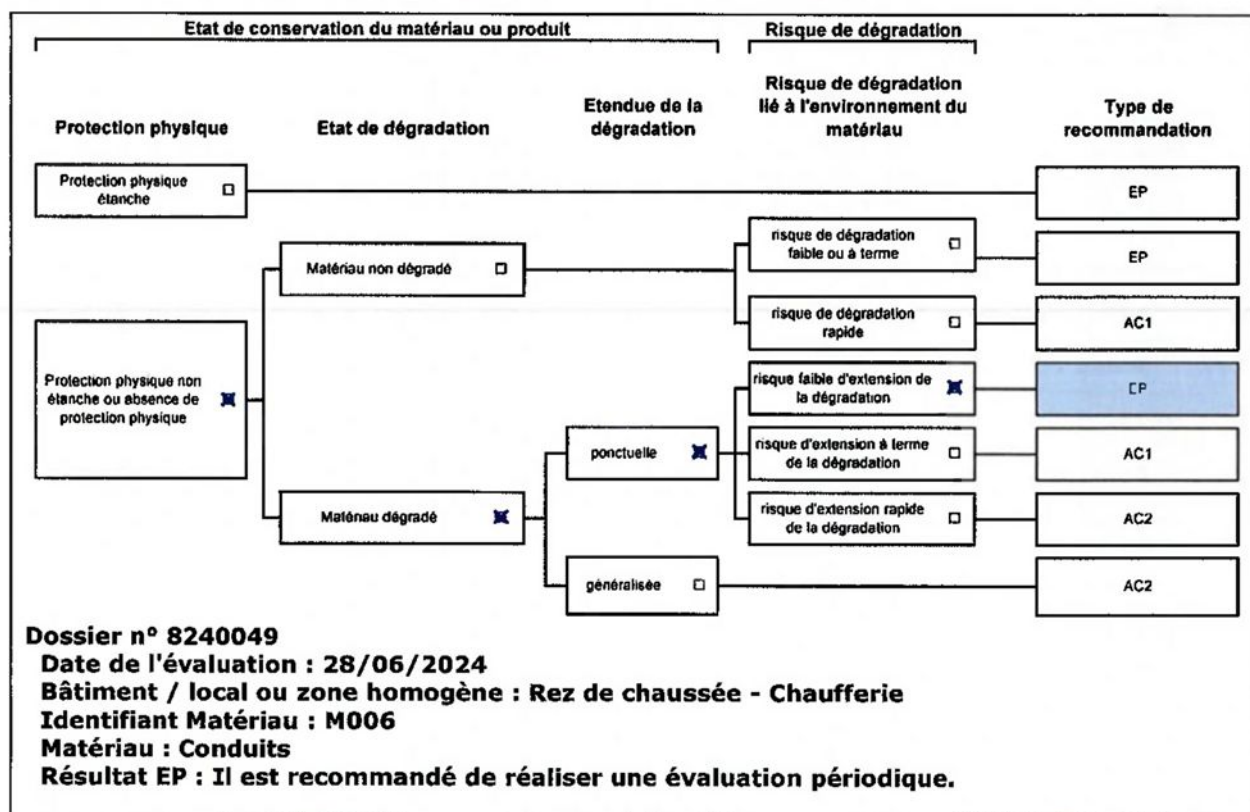 Etat de conservation du matériau ou produit
Risque de dégradation
Protection physique
Etat de dégradation
Etendue de la
dégradation
Risque de dégradation
lié à l'environnement du
matériau
Type de
recommandation
Protection physique
étanche
EP
risque de dégradation
faible ou à terme
EP
Matériau non dégradé
risque de dégradation
rapide
AC1
Protection physique non
étanche ou absence de
protection physique
risque faible d'extension de
la dégradation
EP
ponctuelle
risque d'extension à terme
de la dégradation
AC1
Matériau dégradé
risque d'extension rapide
de la dégradation
AC2
généralisée
AC2
Dossier n° 8240049
Date de l'évaluation : 28/06/2024
Bâtiment / local ou zone homogène : Rez de chaussée - Chaufferie
Identifiant Matériau : M006
Matériau : Conduits
Résultat EP : Il est recommandé de réaliser une évaluation périodique.